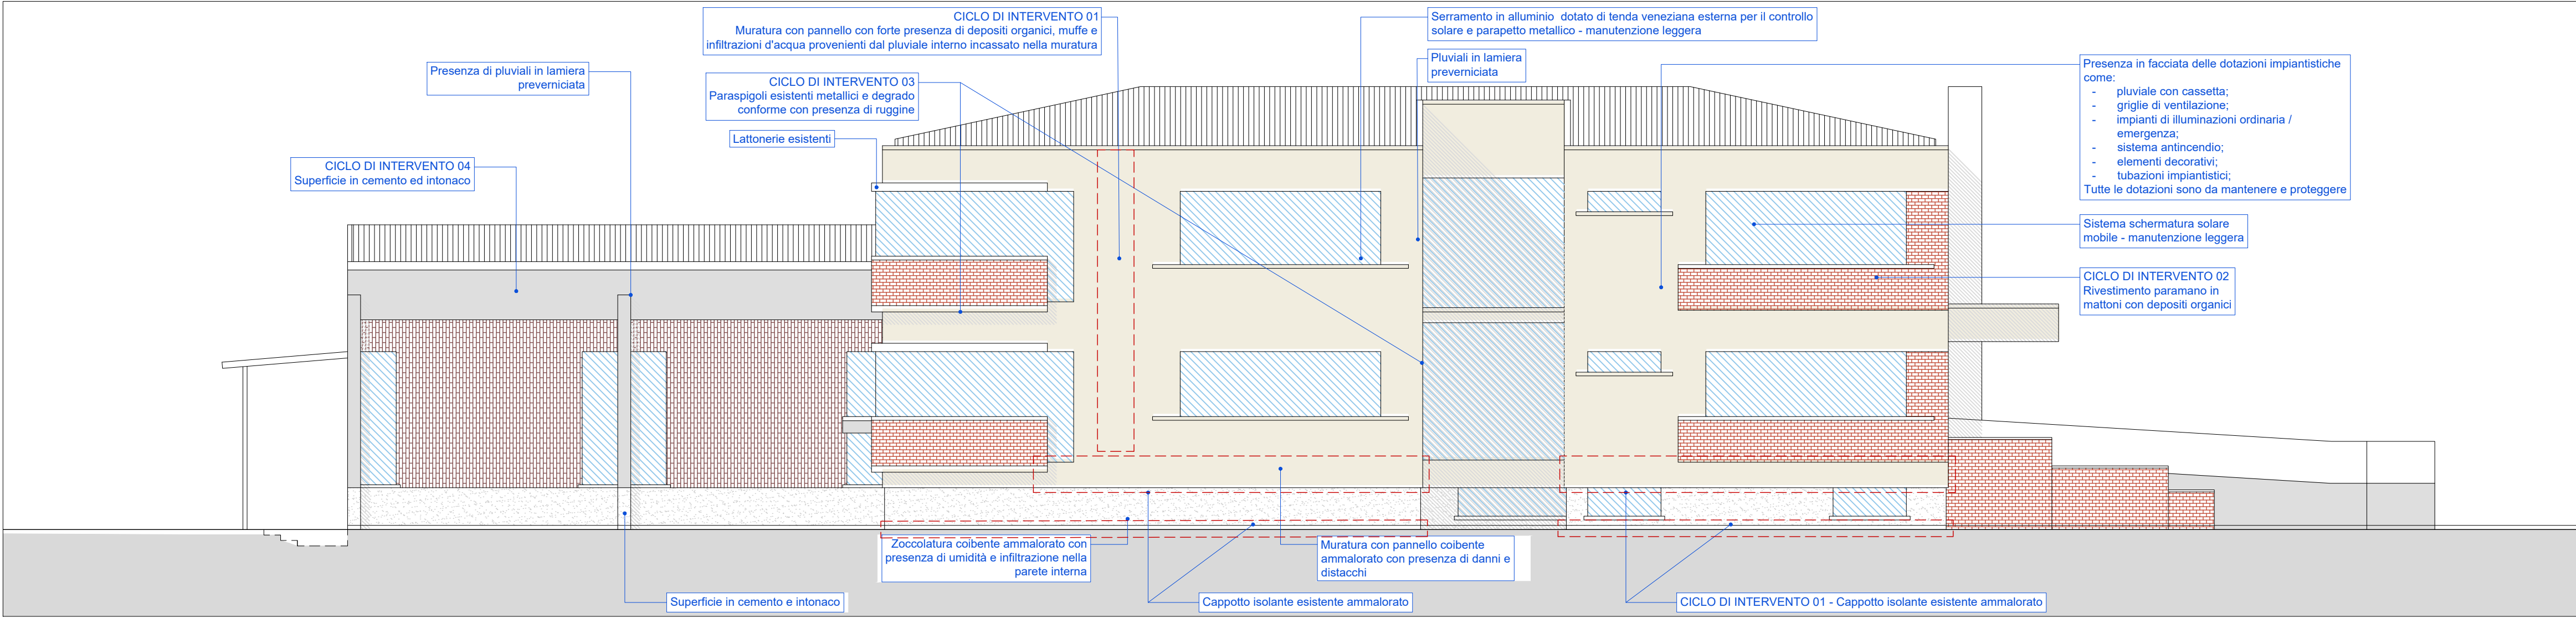 CICLO DI INTERVENTO 01
Muratura con pannello con forte presenza di depositi organici, muffe e
infiltrazioni d'acqua provenienti dal pluviale interno incassato nella muratura
Serramento in alluminio dotato di tenda veneziana esterna per il controllo
solare e parapetto metallico - manutenzione leggera
Pluviali in lamiera
preverniciata
Presenza in facciata delle dotazioni impiantistiche
come:
- pluviale con cassetta;
- griglie di ventilazione;
- impianti di illuminazioni ordinaria /
emergenza;
- sistema antincendio;
- elementi decorativi;
- tubazioni impiantistici;
Tutte le dotazioni sono da mantenere e proteggere
Presenza di pluviali in lamiera
preverniciata
CICLO DI INTERVENTO 03
Paraspigoli esistenti metallici e degrado
conforme con presenza di ruggine
Lattonerie esistenti
CICLO DI INTERVENTO 04
Superficie in cemento ed intonaco
Sistema schermatura solare
mobile - manutenzione leggera
CICLO DI INTERVENTO 02
Rivestimento paramano in
mattoni con depositi organici
Zoccolatura coibente ammalorato con
presenza di umidità e infiltrazione nella
parete interna
Muratura con pannello coibente
ammalorato con presenza di danni e
distacchi
Superficie in cemento e intonaco
Cappotto isolante esistente ammalorato
CICLO DI INTERVENTO 01 - Cappotto isolante esistente ammalorato